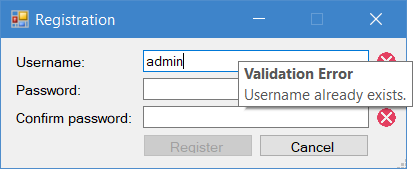 Registration
Username: admin
Validation Error
Username already exists.
Password:
Confirm password:
Register Cancel